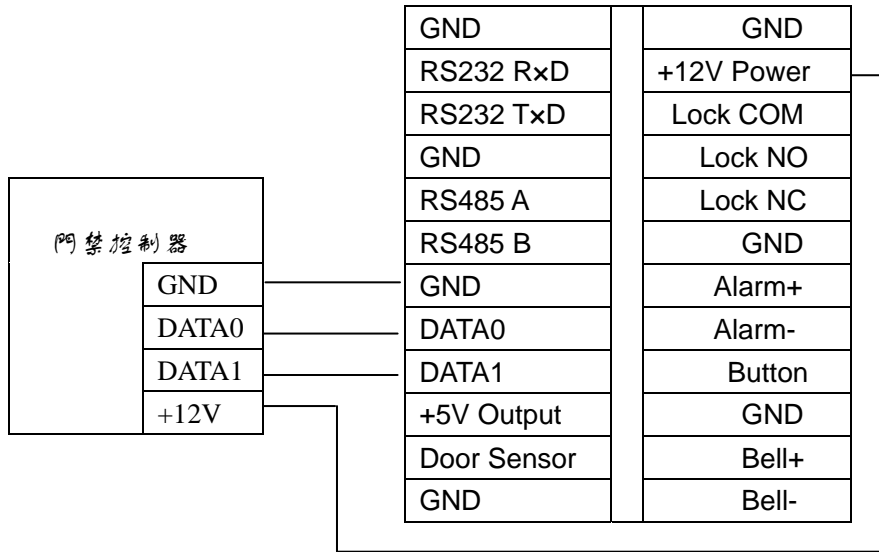 GND GND
RS232 R×D +12V Power
RS232 T×D Lock COM
GND Lock NO
RS485 A Lock NC
RS485 B GND
門禁控制器
GND GND Alarm+
DATA0 DATA0 Alarm-
DATA1 DATA1 Button
+12V +5V Output GND
Door Sensor Bell+
GND Bell-